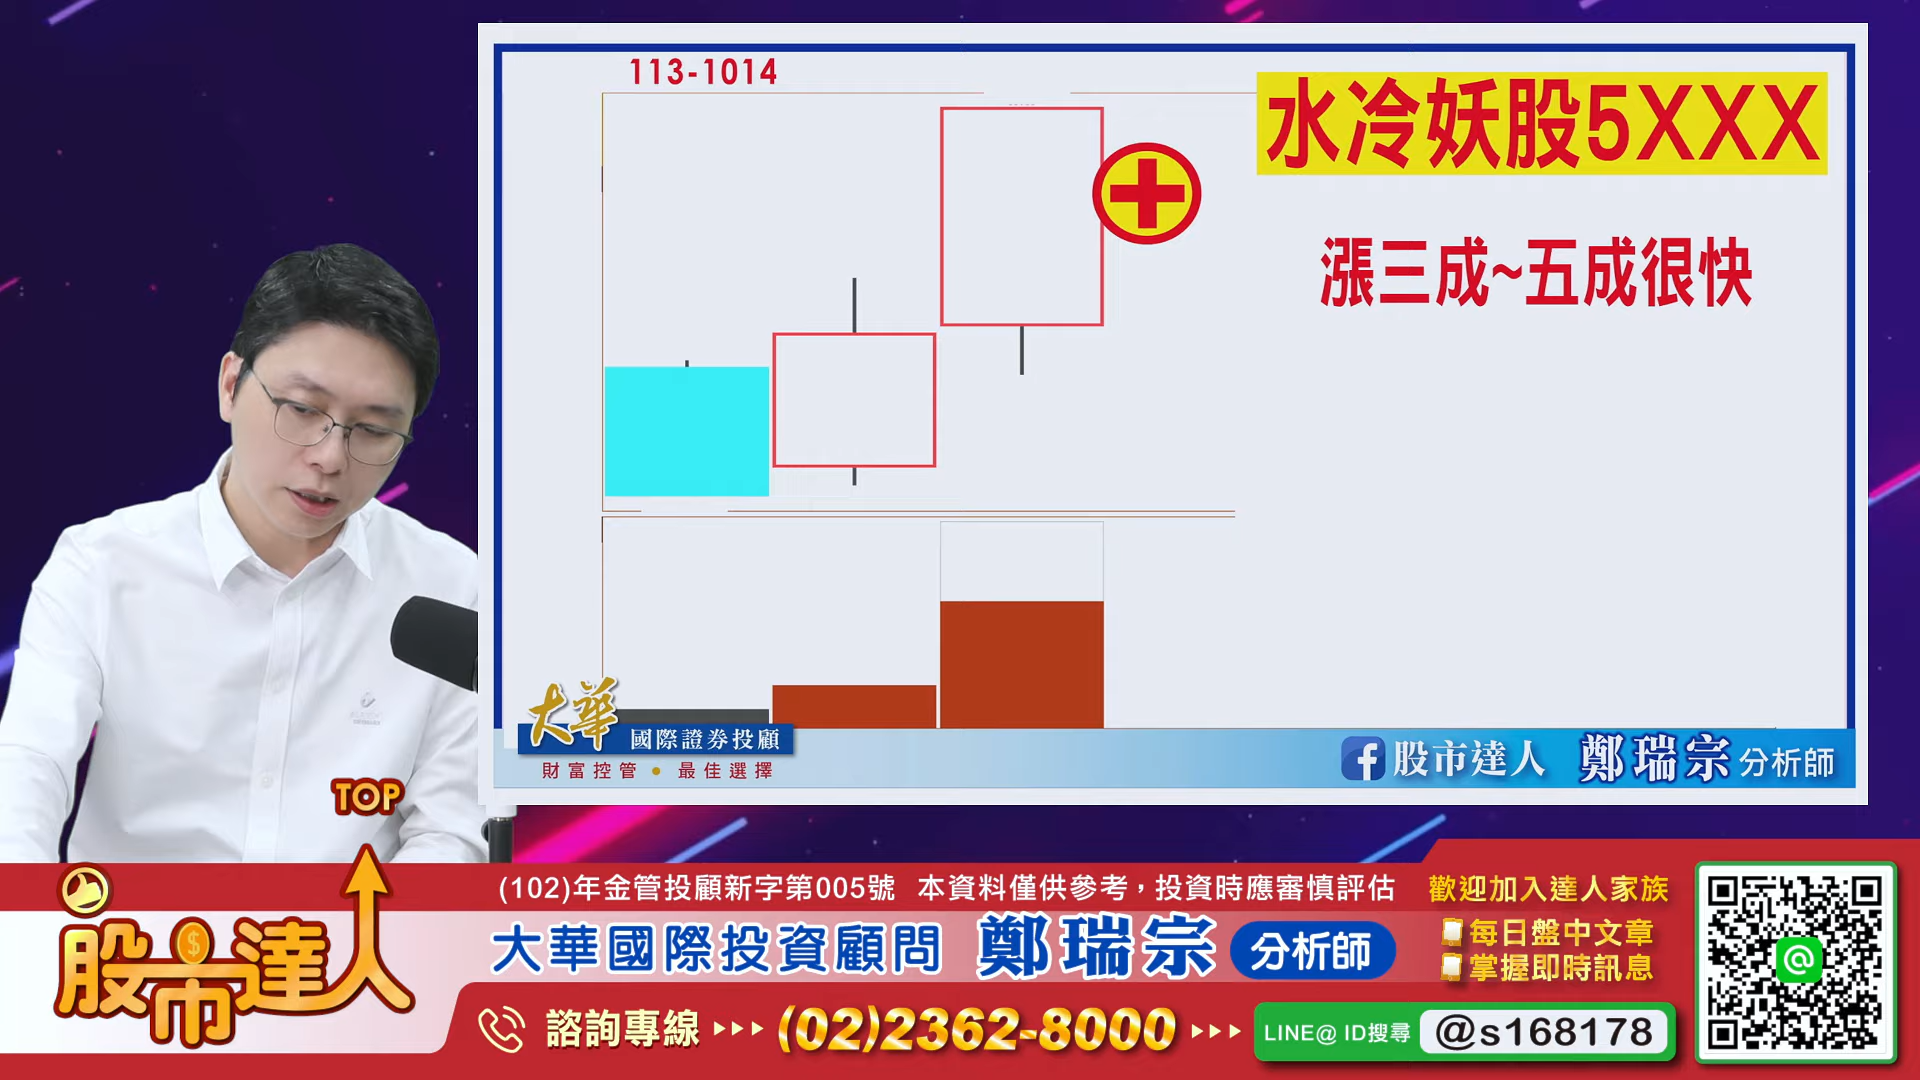 113-1014
水冷妖股5XXX
漲三成~五成很快
大華
國際證券投顧
財富控管•最佳選擇
股市達人 鄭瑞宗 分析師
TOP
股市達人
(102)年金管投顧新字第005號 本資料僅供參考，投資時應審慎評估
大華國際投資顧問 鄭瑞宗 分析師
歡迎加入達人家族
每日盤中文章
掌握即時訊息
諮詢專線 (02)2362-8000
LINE@ ID搜尋 @s168178